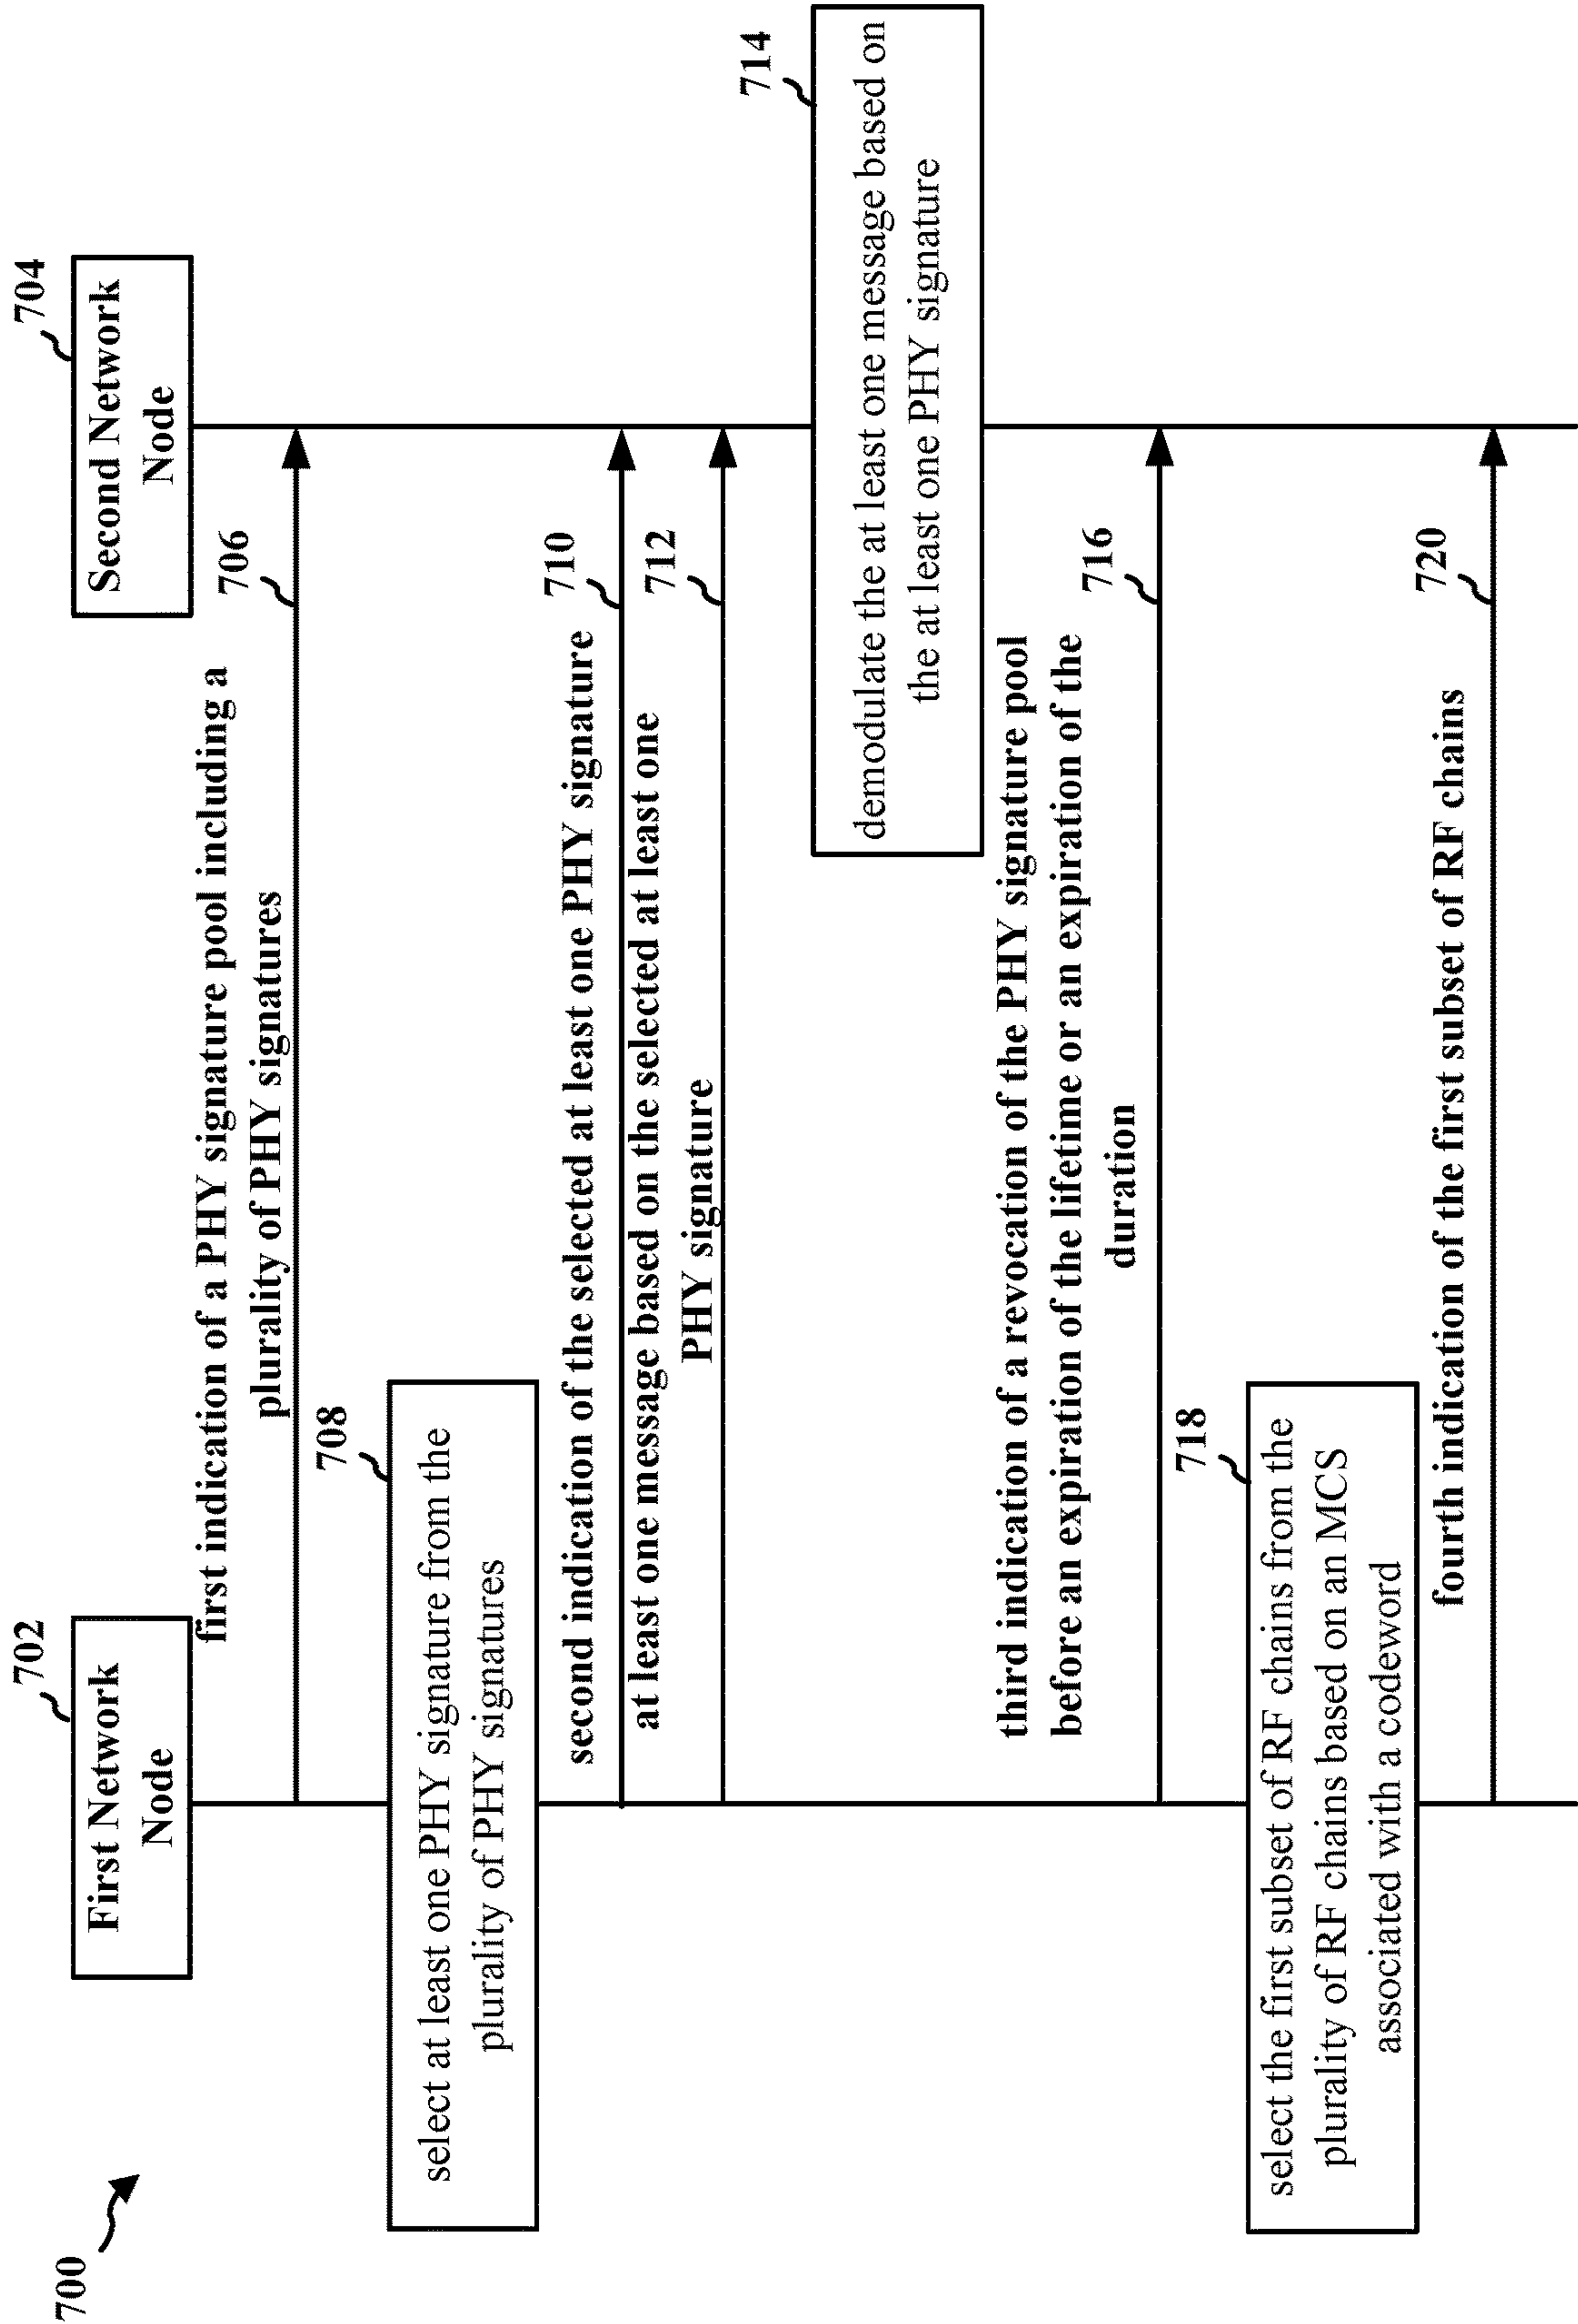 700
702
First Network
Node
704
Second Network
Node
first indication of a PHY signature pool including a
plurality of PHY signatures
706
708
select at least one PHY signature from the
plurality of PHY signatures
second indication of the selected at least one PHY signature
710
at least one message based on the selected at least one
PHY signature
712
714
demodulate the at least one message based on
the at least one PHY signature
third indication of a revocation of the PHY signature pool
before an expiration of the lifetime or an expiration of the
duration
716
718
select the first subset of RF chains from the
plurality of RF chains based on an MCS
associated with a codeword
fourth indication of the first subset of RF chains
720